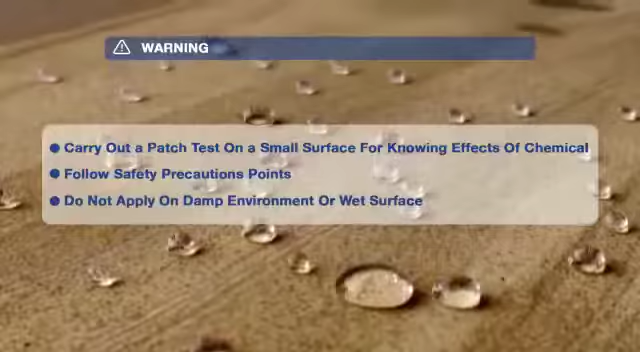 WARNING
Carry Out a Patch Test On a Small Surface For Knowing Effects Of Chemical
Follow Safety Precautions Points
Do Not Apply On Damp Environment Or Wet Surface